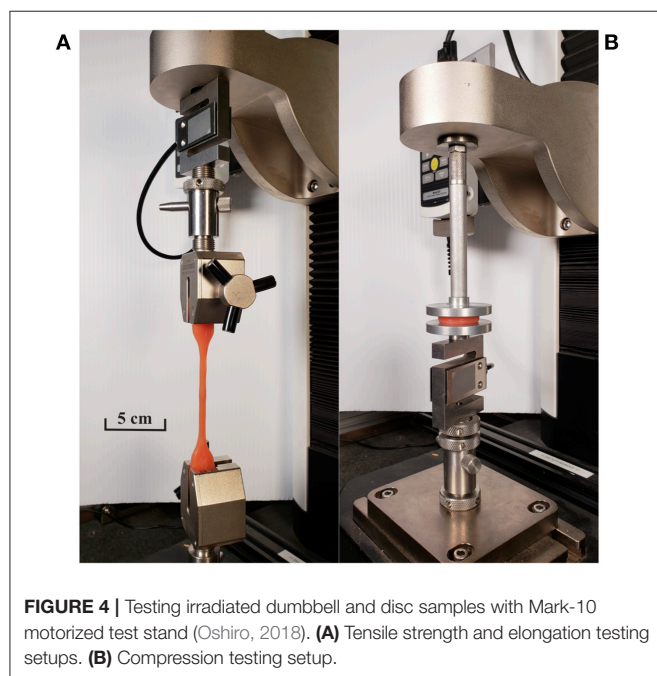 A
B
5 cm
FIGURE 4 | Testing irradiated dumbbell and disc samples with Mark-10
motorized test stand (Oshiro, 2018). (A) Tensile strength and elongation testing
setups. (B) Compression testing setup.